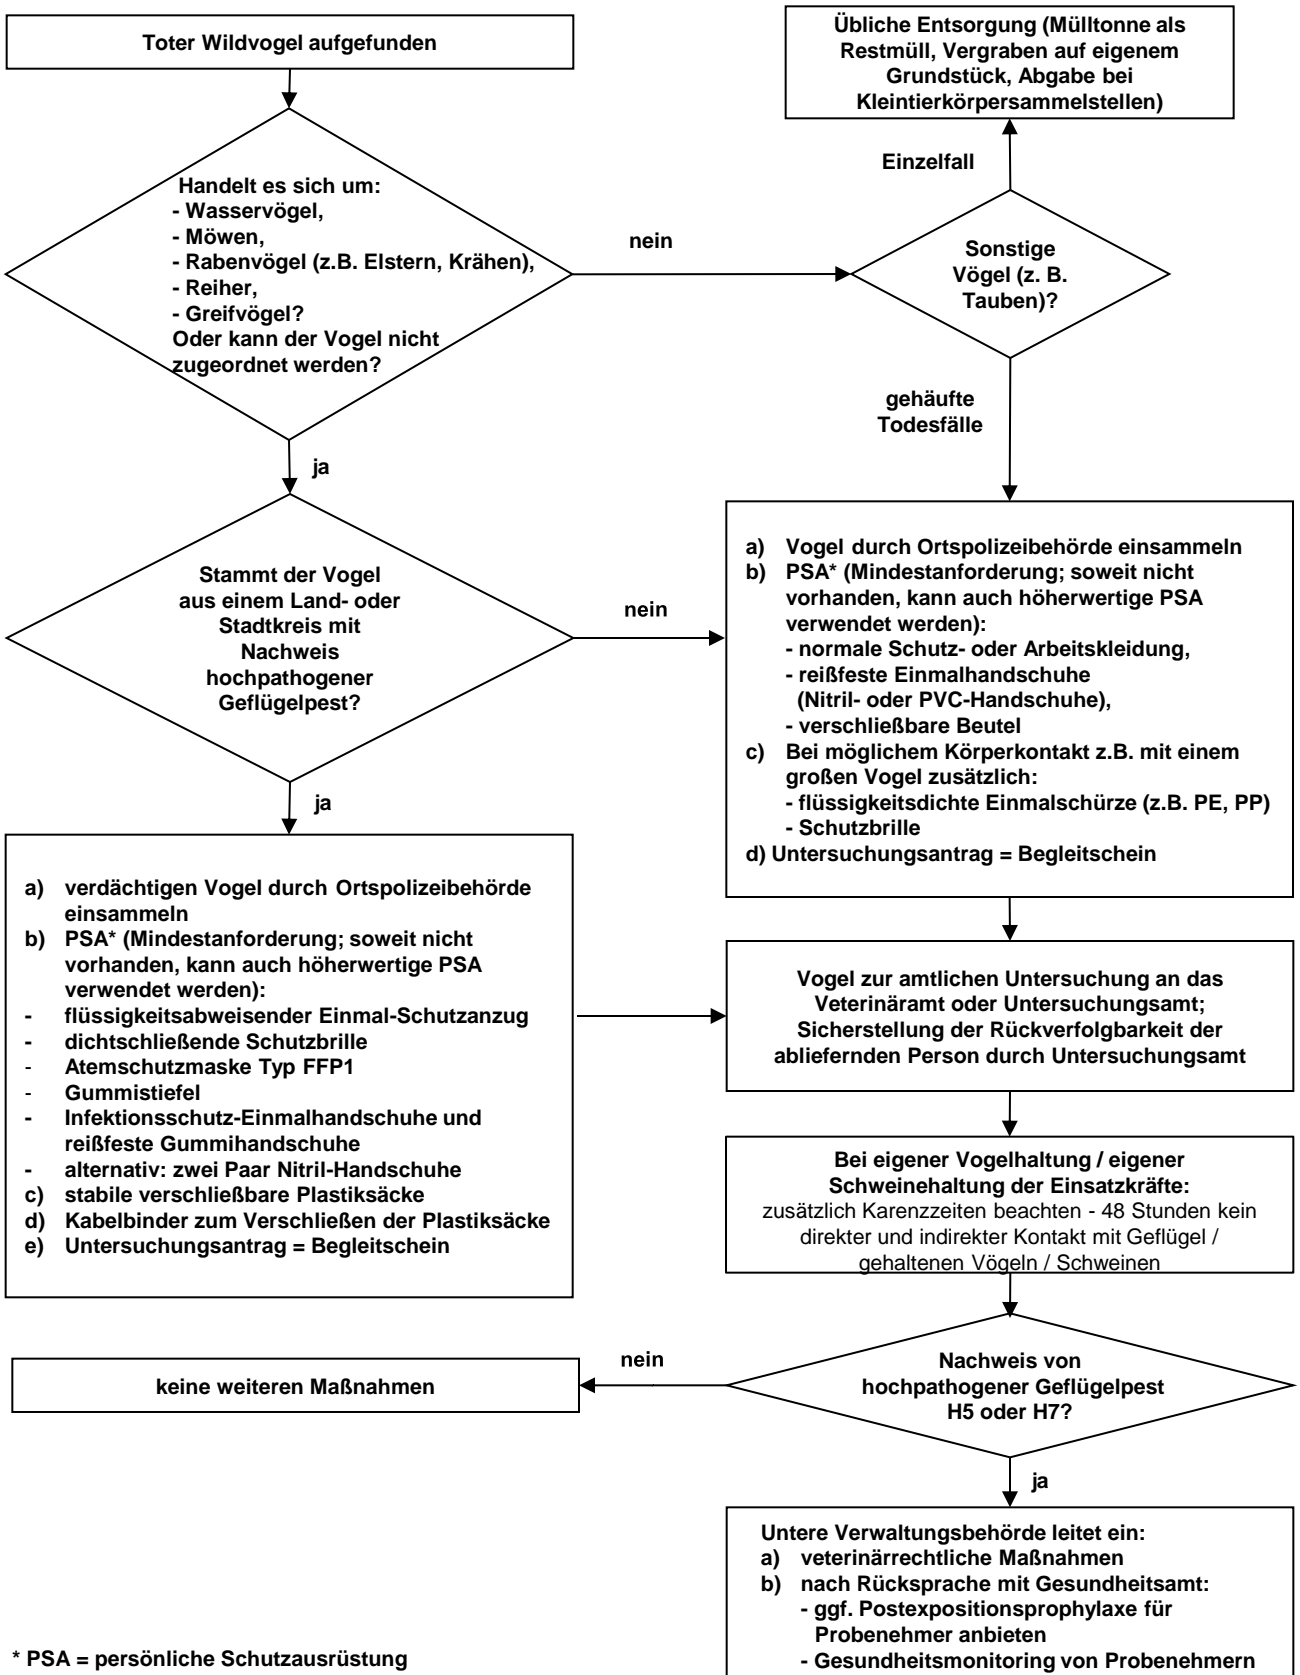 Toter Wildvogel aufgefunden
Übliche Entsorgung (Mülltonne als
Restmüll, Vergraben auf eigenem
Grundstück, Abgabe bei
Kleintierkörpersammelstellen)
Einzelfall
Handelt es sich um:
- Wasservögel,
- Möwen,
- Rabenvögel (z.B. Elstern, Krähen),
- Reiher,
- Greifvögel?
Oder kann der Vogel nicht
zugeordnet werden?
nein
Sonstige
Vögel (z. B.
Tauben)?
gehäufte
Todesfälle
ja
Stammt der Vogel
aus einem Land- oder
Stadtkreis mit
Nachweis
hochpathogener
Geflügelpest?
nein
a) Vogel durch Ortspolizeibehörde einsammeln
b) PSA* (Mindestanforderung; soweit nicht
vorhanden, kann auch höherwertige PSA
verwendet werden):
- normale Schutz- oder Arbeitskleidung,
- reißfeste Einmalhandschuhe
(Nitril- oder PVC-Handschuhe),
- verschließbare Beutel
c) Bei möglichem Körperkontakt z.B. mit einem
großen Vogel zusätzlich:
- flüssigkeitsdichte Einmalschürze (z.B. PE, PP)
- Schutzbrille
d) Untersuchungsantrag = Begleitschein
ja
a) verdächtigen Vogel durch Ortspolizeibehörde
einsammeln
b) PSA* (Mindestanforderung; soweit nicht
vorhanden, kann auch höherwertige PSA
verwendet werden):
- flüssigkeitsabweisender Einmal-Schutzanzug
- dichtschließende Schutzbrille
- Atemschutzmaske Typ FFP1
- Gummistiefel
- Infektionsschutz-Einmalhandschuhe und
reißfeste Gummihandschuhe
- alternativ: zwei Paar Nitril-Handschuhe
c) stabile verschließbare Plastiksäcke
d) Kabelbinder zum Verschließen der Plastiksäcke
e) Untersuchungsantrag = Begleitschein
Vogel zur amtlichen Untersuchung an das
Veterinäramt oder Untersuchungsamt;
Sicherstellung der Rückverfolgbarkeit der
abliefernden Person durch Untersuchungsamt
Bei eigener Vogelhaltung / eigener
Schweinehaltung der Einsatzkräfte:
zusätzlich Karenzzeiten beachten - 48 Stunden kein
direkter und indirekter Kontakt mit Geflügel /
gehaltenen Vögeln / Schweinen
Nachweis von
hochpathogener Geflügelpest
H5 oder H7?
nein
keine weiteren Maßnahmen
ja
Untere Verwaltungsbehörde leitet ein:
a) veterinärrechtliche Maßnahmen
b) nach Rücksprache mit Gesundheitsamt:
- ggf. Postexpositionsprophylaxe für
Probenehmer anbieten
- Gesundheitsmonitoring von Probenehmern
* PSA = persönliche Schutzausrüstung